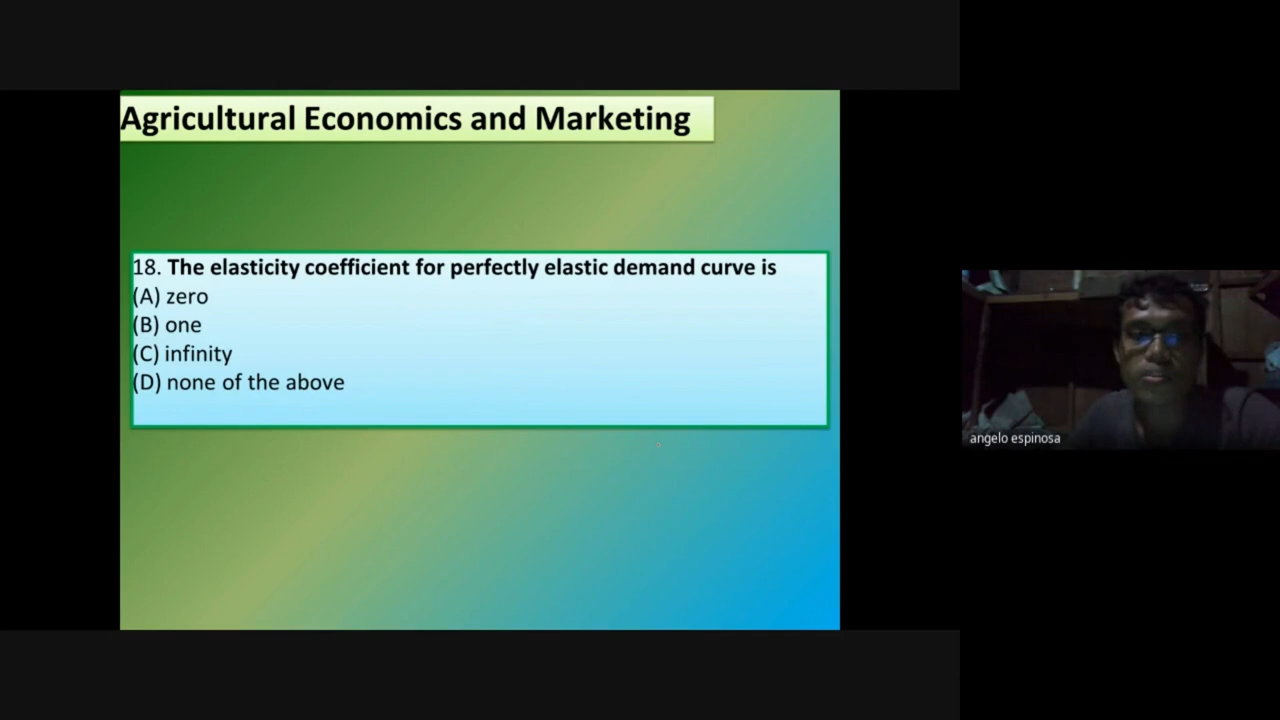 Agricultural Economics and Marketing
18. The elasticity coefficient for perfectly elastic demand curve is
(A) zero
(B) one
(C) infinity
(D) none of the above
angelo espinosa